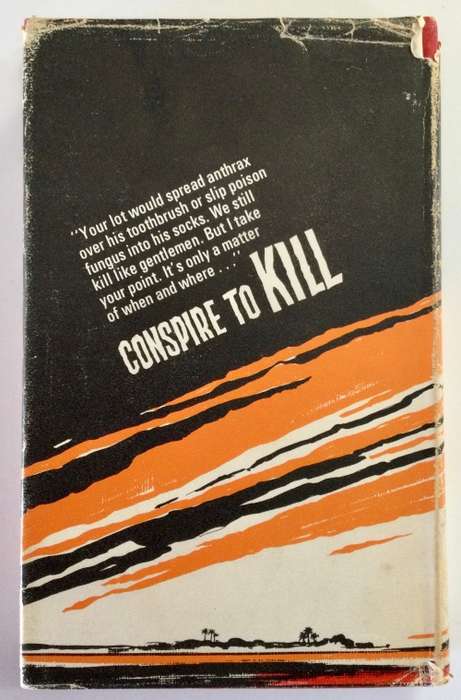 "Your lot would spread anthrax
over his toothbrush or slip poison
fungus into his socks. We still
kill like gentlemen. But I take
your point. It's only a matter
of when and where . . ."
CONSPIRE TO KILL